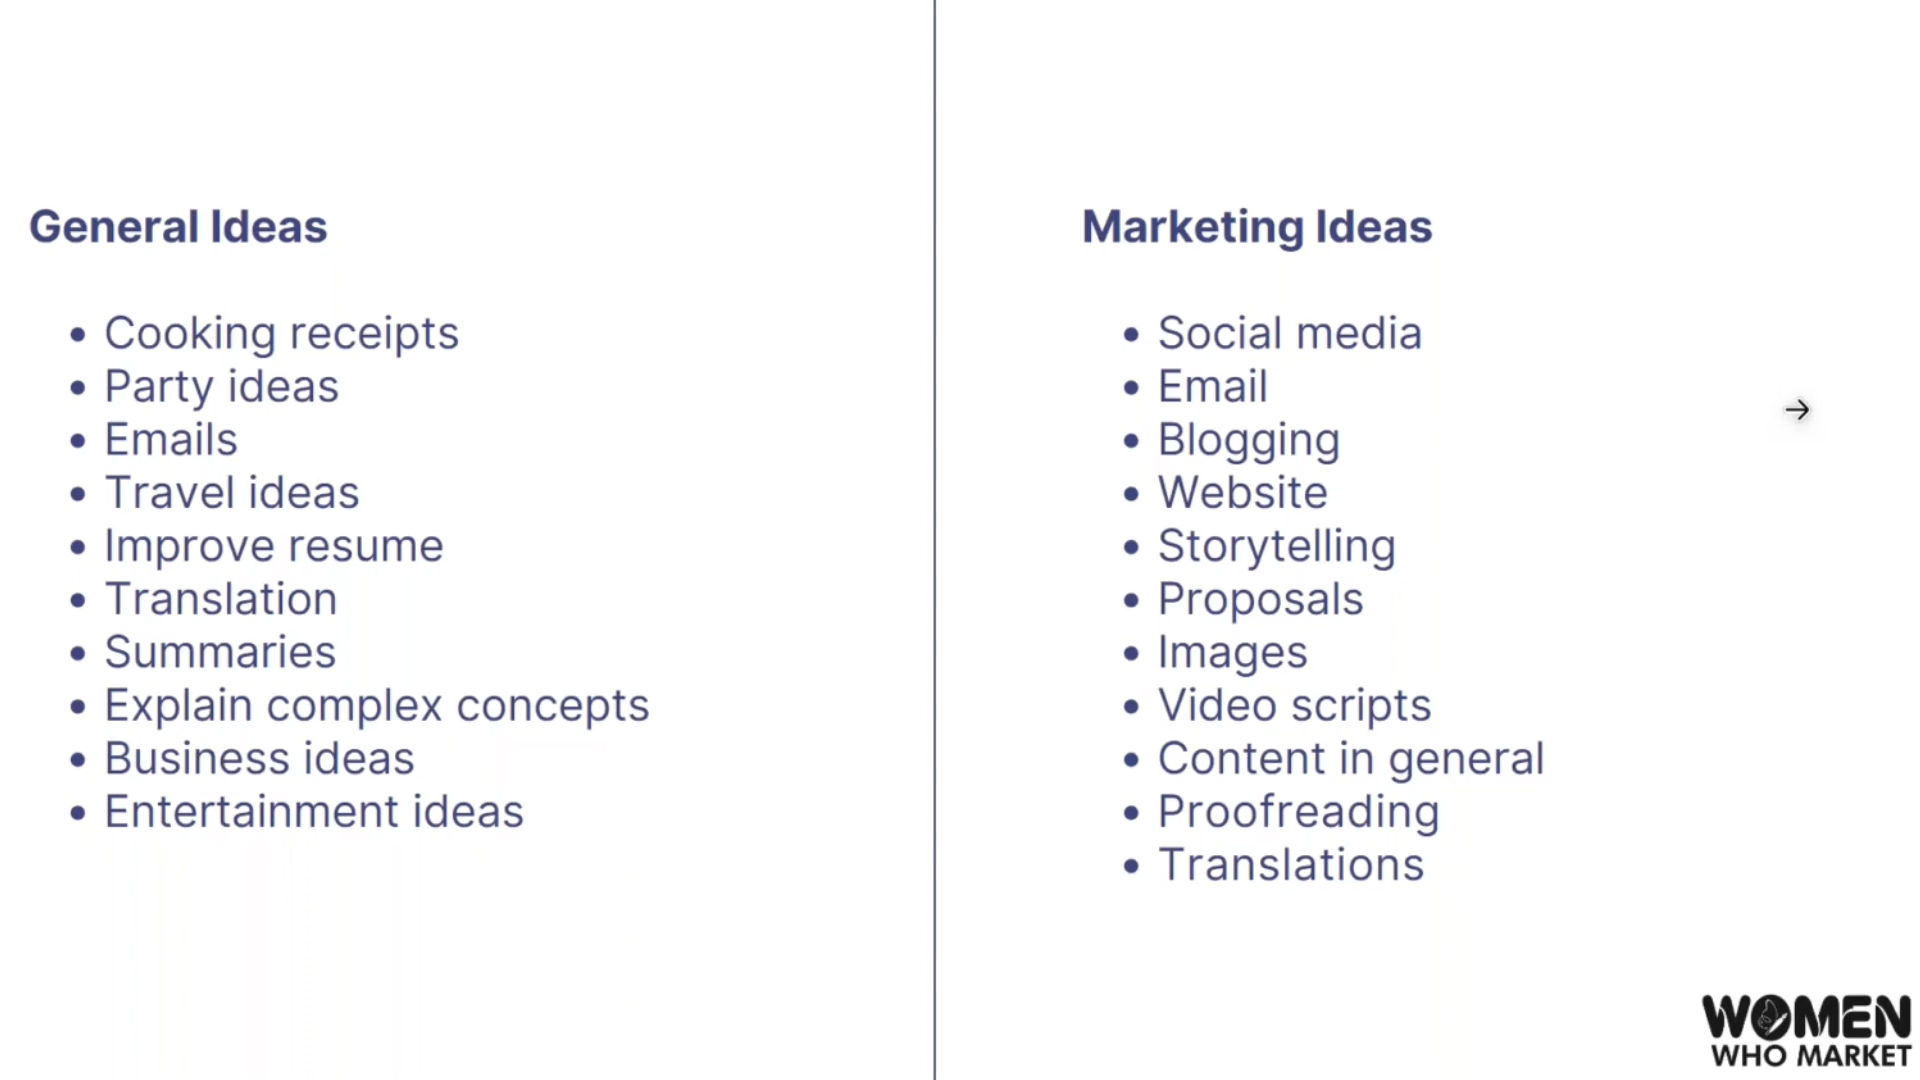 General Ideas
Cooking receipts
Party ideas
Emails
Travel ideas
Improve resume
Translation
Summaries
Explain complex concepts
Business ideas
Entertainment ideas
Marketing Ideas
Social media
Email
Blogging
Website
Storytelling
Proposals
Images
Video scripts
Content in general
Proofreading
Translations
WOMEN
WHO MARKET